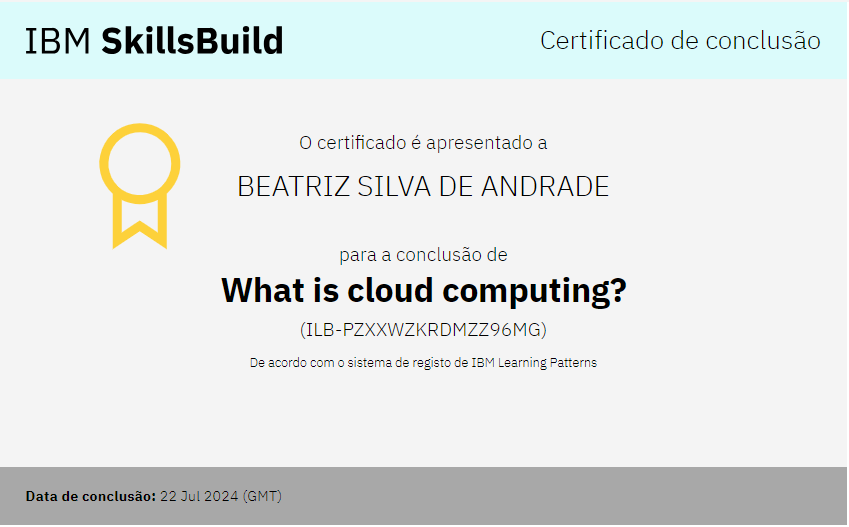 IBM SkillsBuild
Certificado de conclusão
O certificado é apresentado a
BEATRIZ SILVA DE ANDRADE
para a conclusão de
What is cloud computing?
(ILB-PZXXWZKRDMZZ96MG)
De acordo com o sistema de registo de IBM Learning Patterns
Data de conclusão: 22 Jul 2024 (GMT)